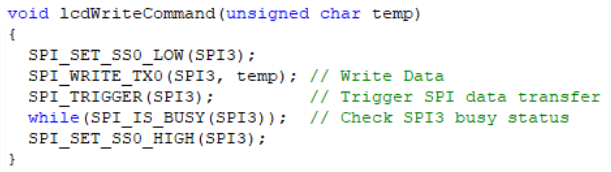 void lcdWriteCommand(unsigned char temp)
{
  SPI_SET_SS0_LOW(SPI3);
  SPI_WRITE_TX0(SPI3, temp); // Write Data
  SPI_TRIGGER(SPI3);         // Trigger SPI data transfer
  while(SPI_IS_BUSY(SPI3));  // Check SPI3 busy status
  SPI_SET_SS0_HIGH(SPI3);
}